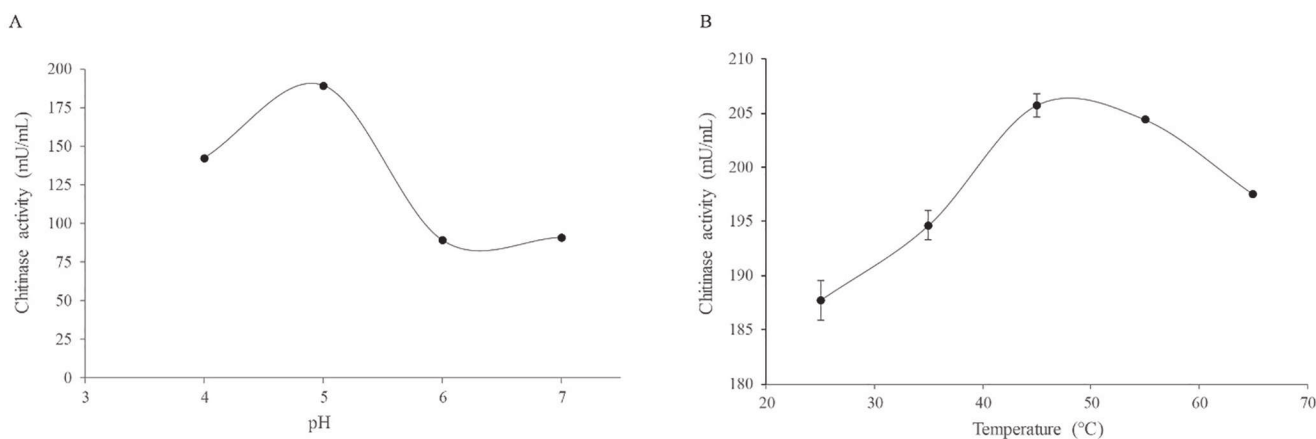 A
Chitinase activity (mU/mL)
200
175
150
125
100
75
50
25
0
3 4 5 6 7
pH
B
Chitinase activity (mU/mL)
210
205
200
195
190
185
180
20 30 40 50 60 70
Temperature (°C)